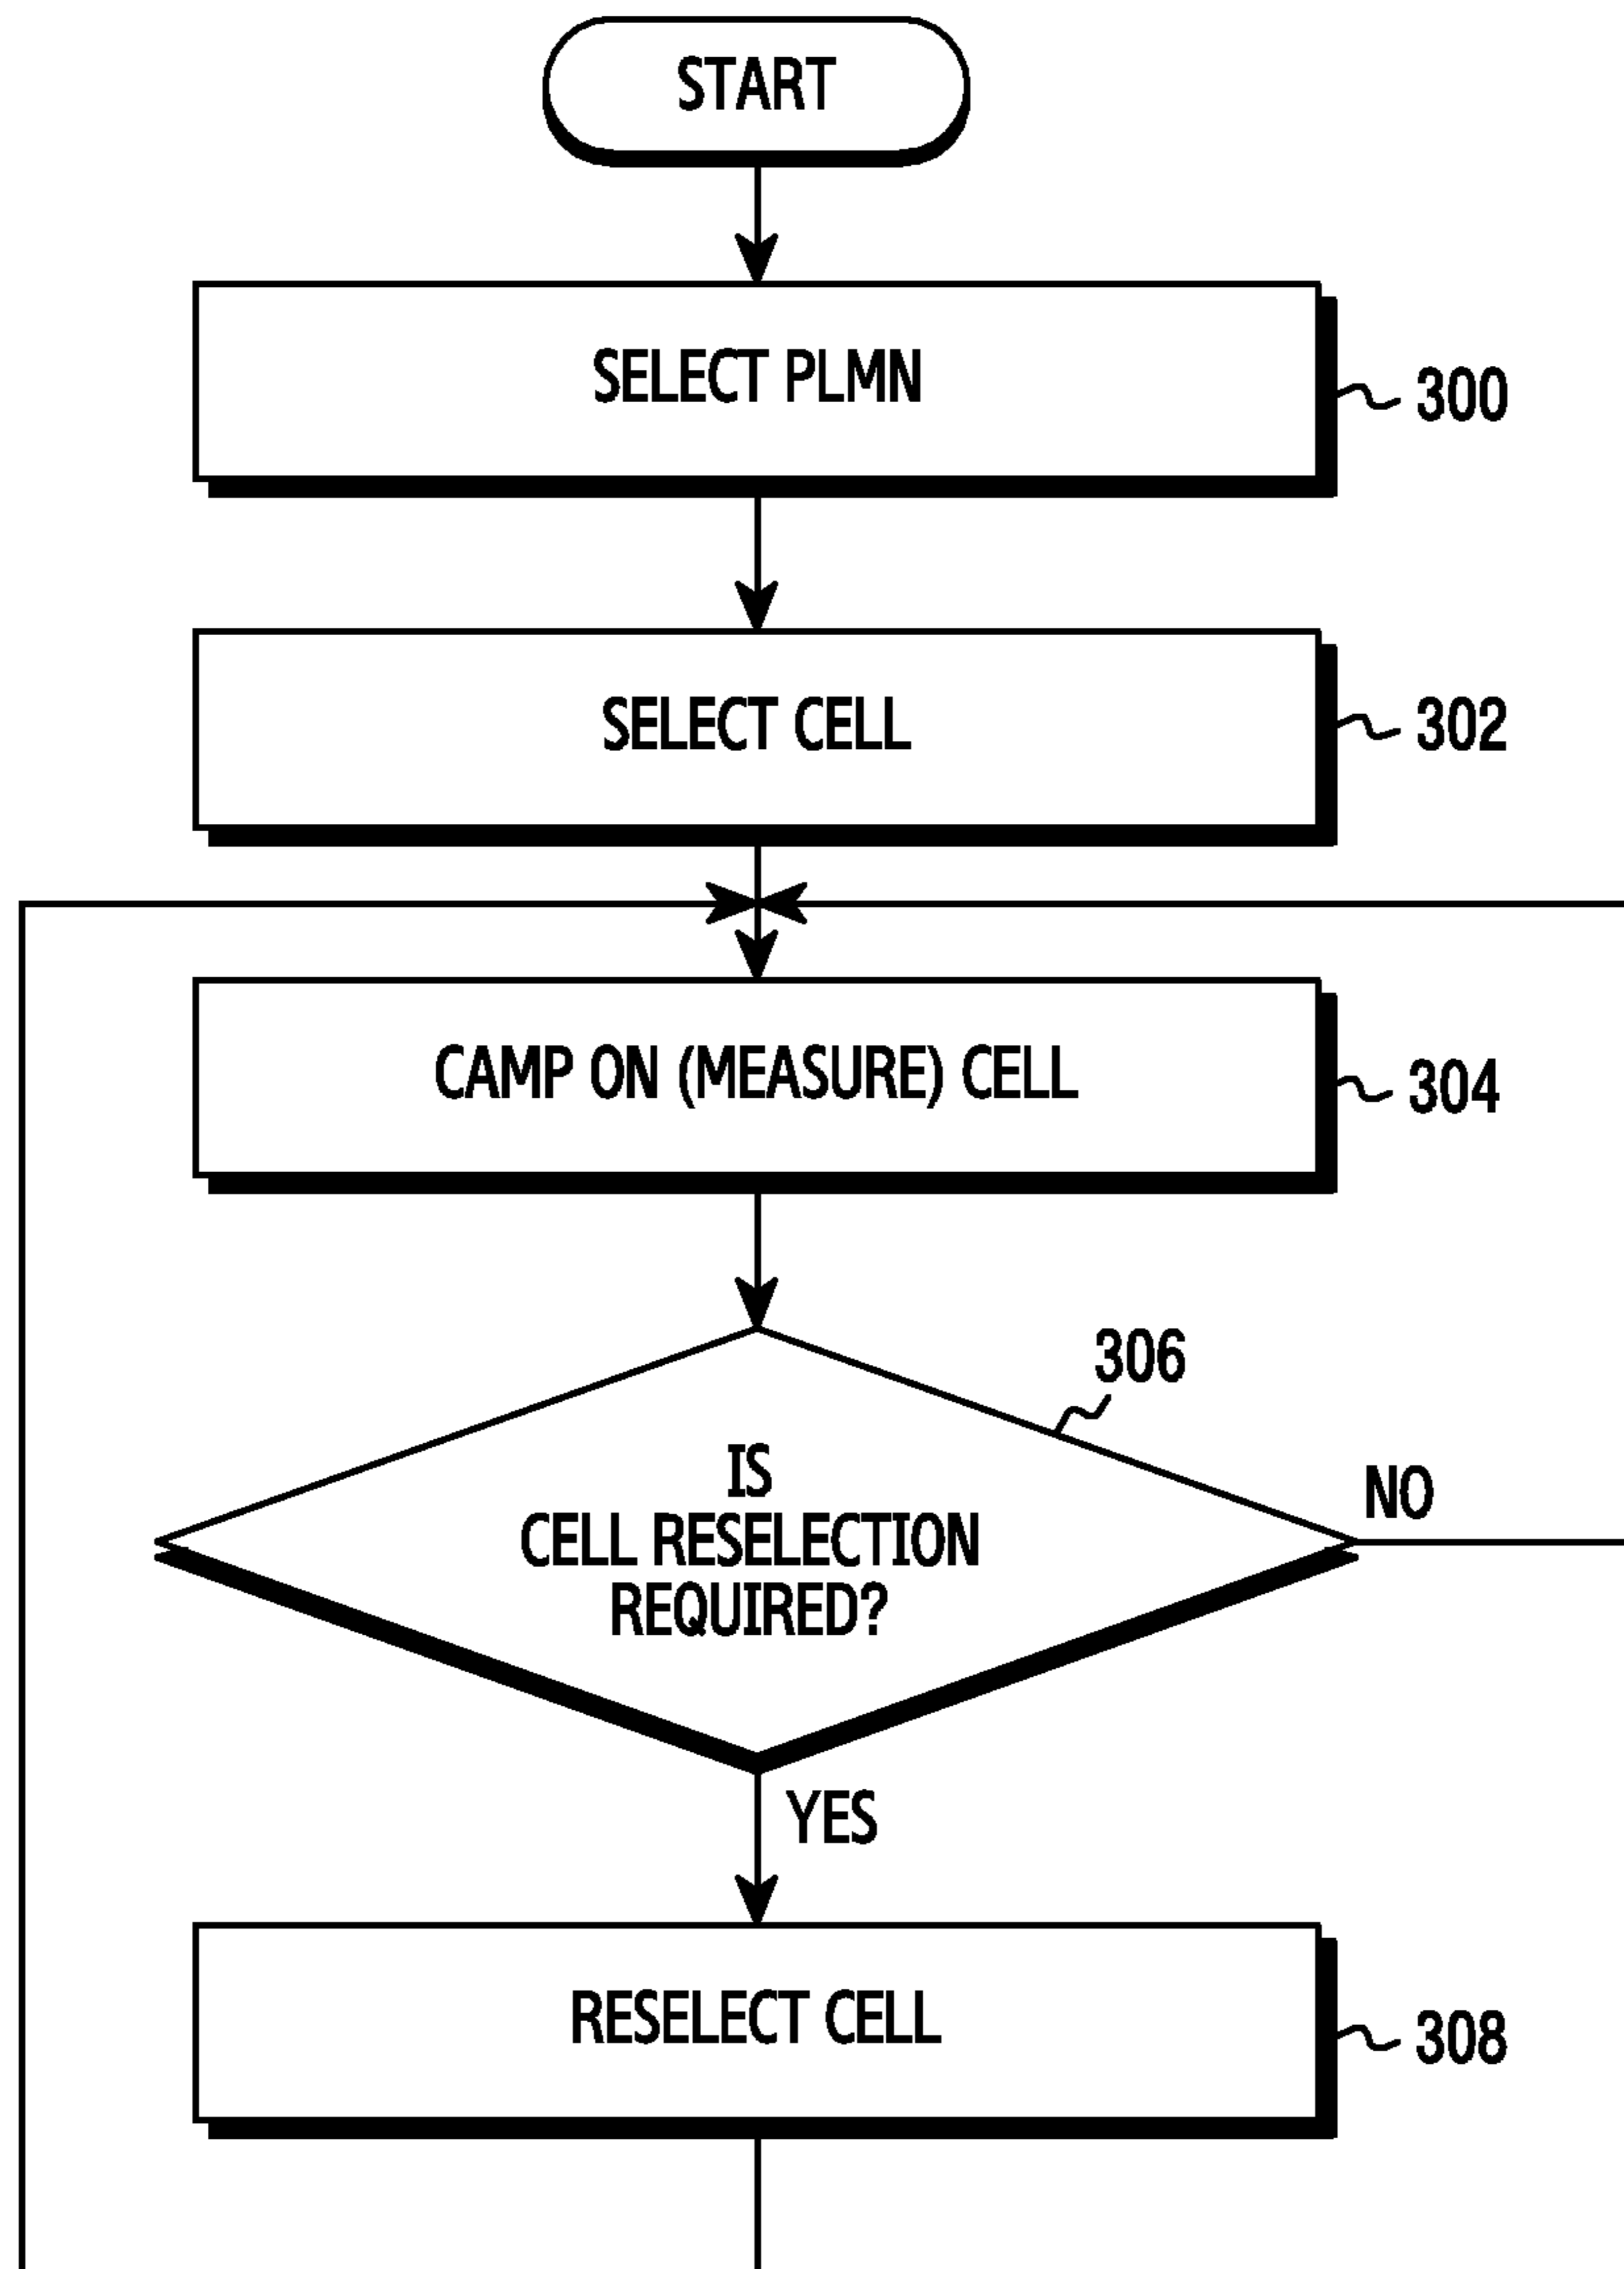 START
SELECT PLMN
300
SELECT CELL
302
CAMP ON (MEASURE) CELL
304
306
IS
CELL RESELECTION
REQUIRED?
NO
YES
RESELECT CELL
308